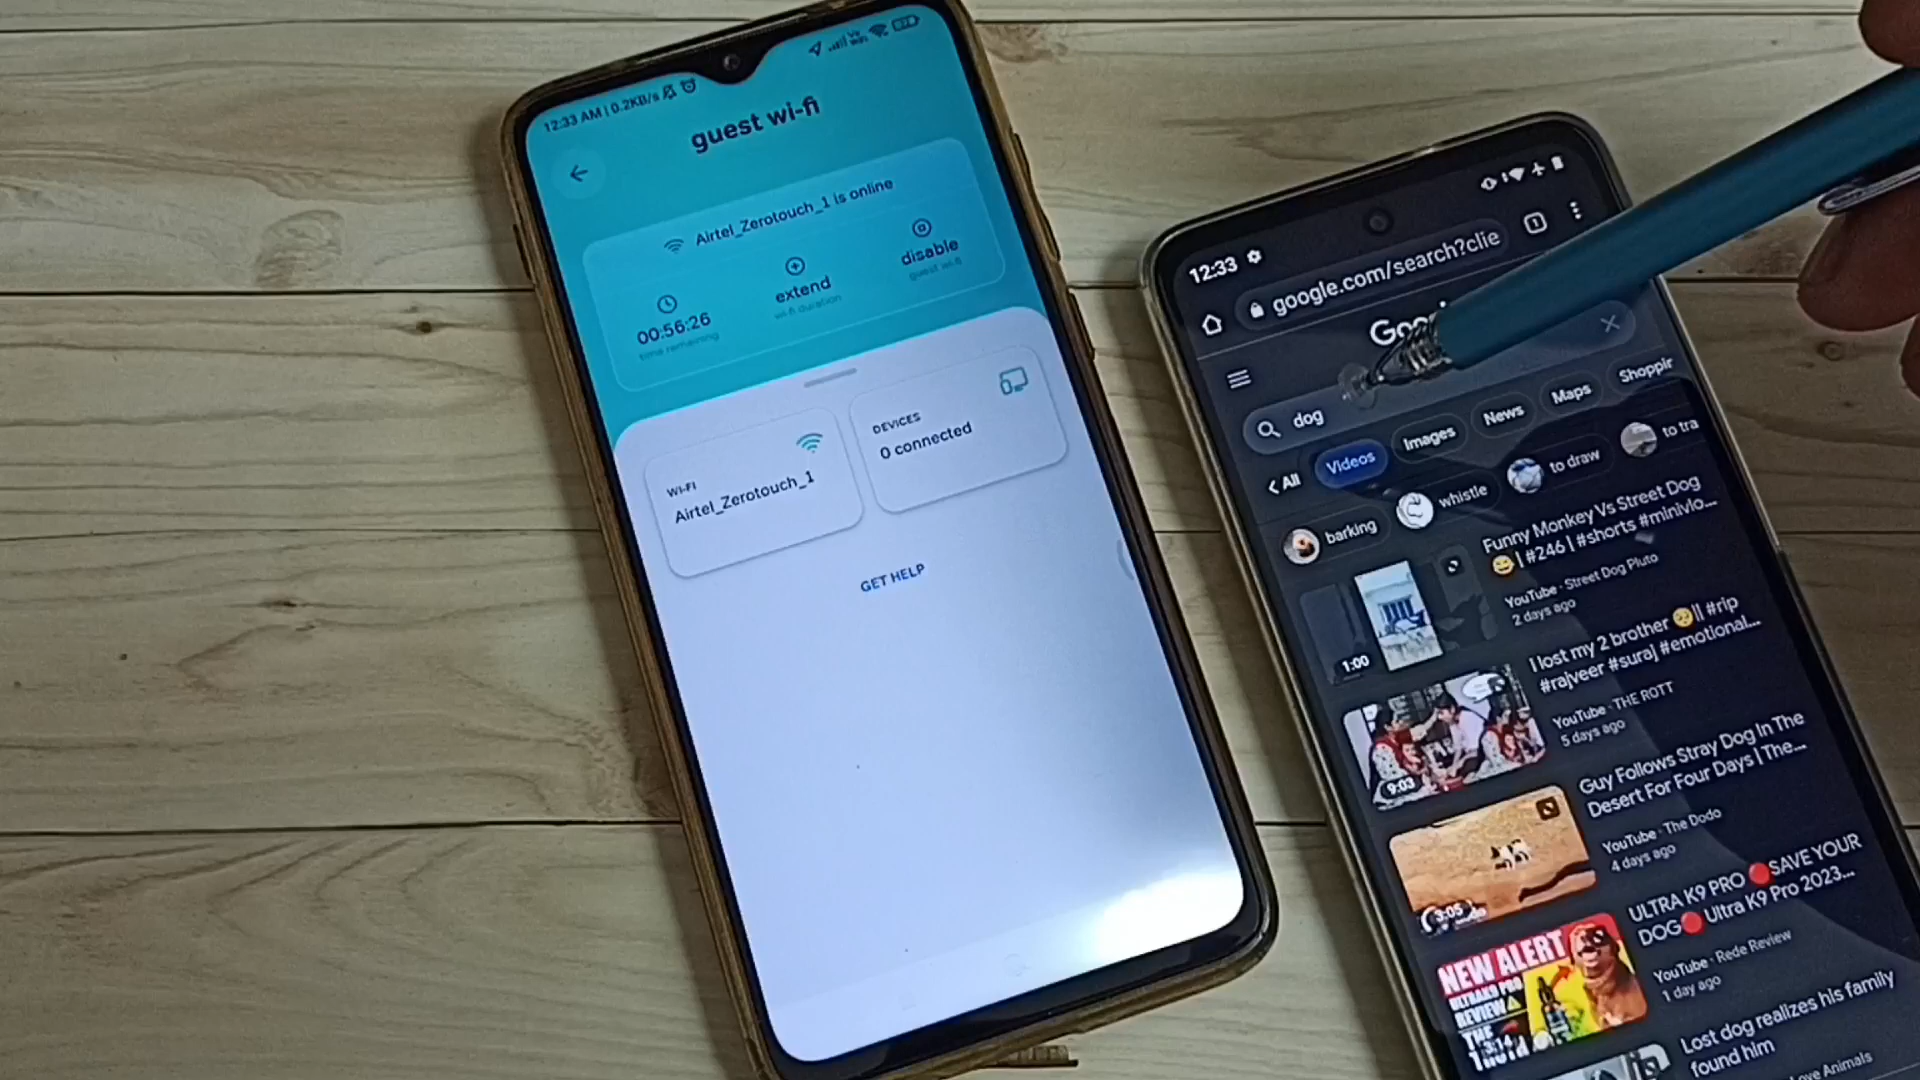 12:33 AM | 0.2KB/s
guest wi-fi
Airtel_Zerotouch_1 is online
00:56:26
time remaining
extend
wi-fi duration
disable
guest wi-fi
WI-FI
Airtel_Zerotouch_1
DEVICES
0 connected
GET HELP
12:33
google.com/search?clie
1
dog
All
Videos
Images
News
Maps
Shoppin
barking
whistle
to draw
to tra
Funny Monkey Vs Street Dog
😂 | #246 | #shorts #minivlo...
YouTube · Street Dog Pluto
2 days ago
1:00
I lost my 2 brother 🥺|| #rip
#rajveer #suraj #emotional...
YouTube · THE ROTT
5 days ago
9:03
Guy Follows Stray Dog In The
Desert For Four Days | The...
YouTube · The Dodo
4 days ago
3:05
ULTRA K9 PRO 🔴SAVE YOUR
DOG🔴 Ultra K9 Pro 2023...
YouTube · Rede Review
1 day ago
NEW ALERT
ULTRAK9 PRO
REVIEW
3:14
Lost dog realizes his family
found him
Love Animals